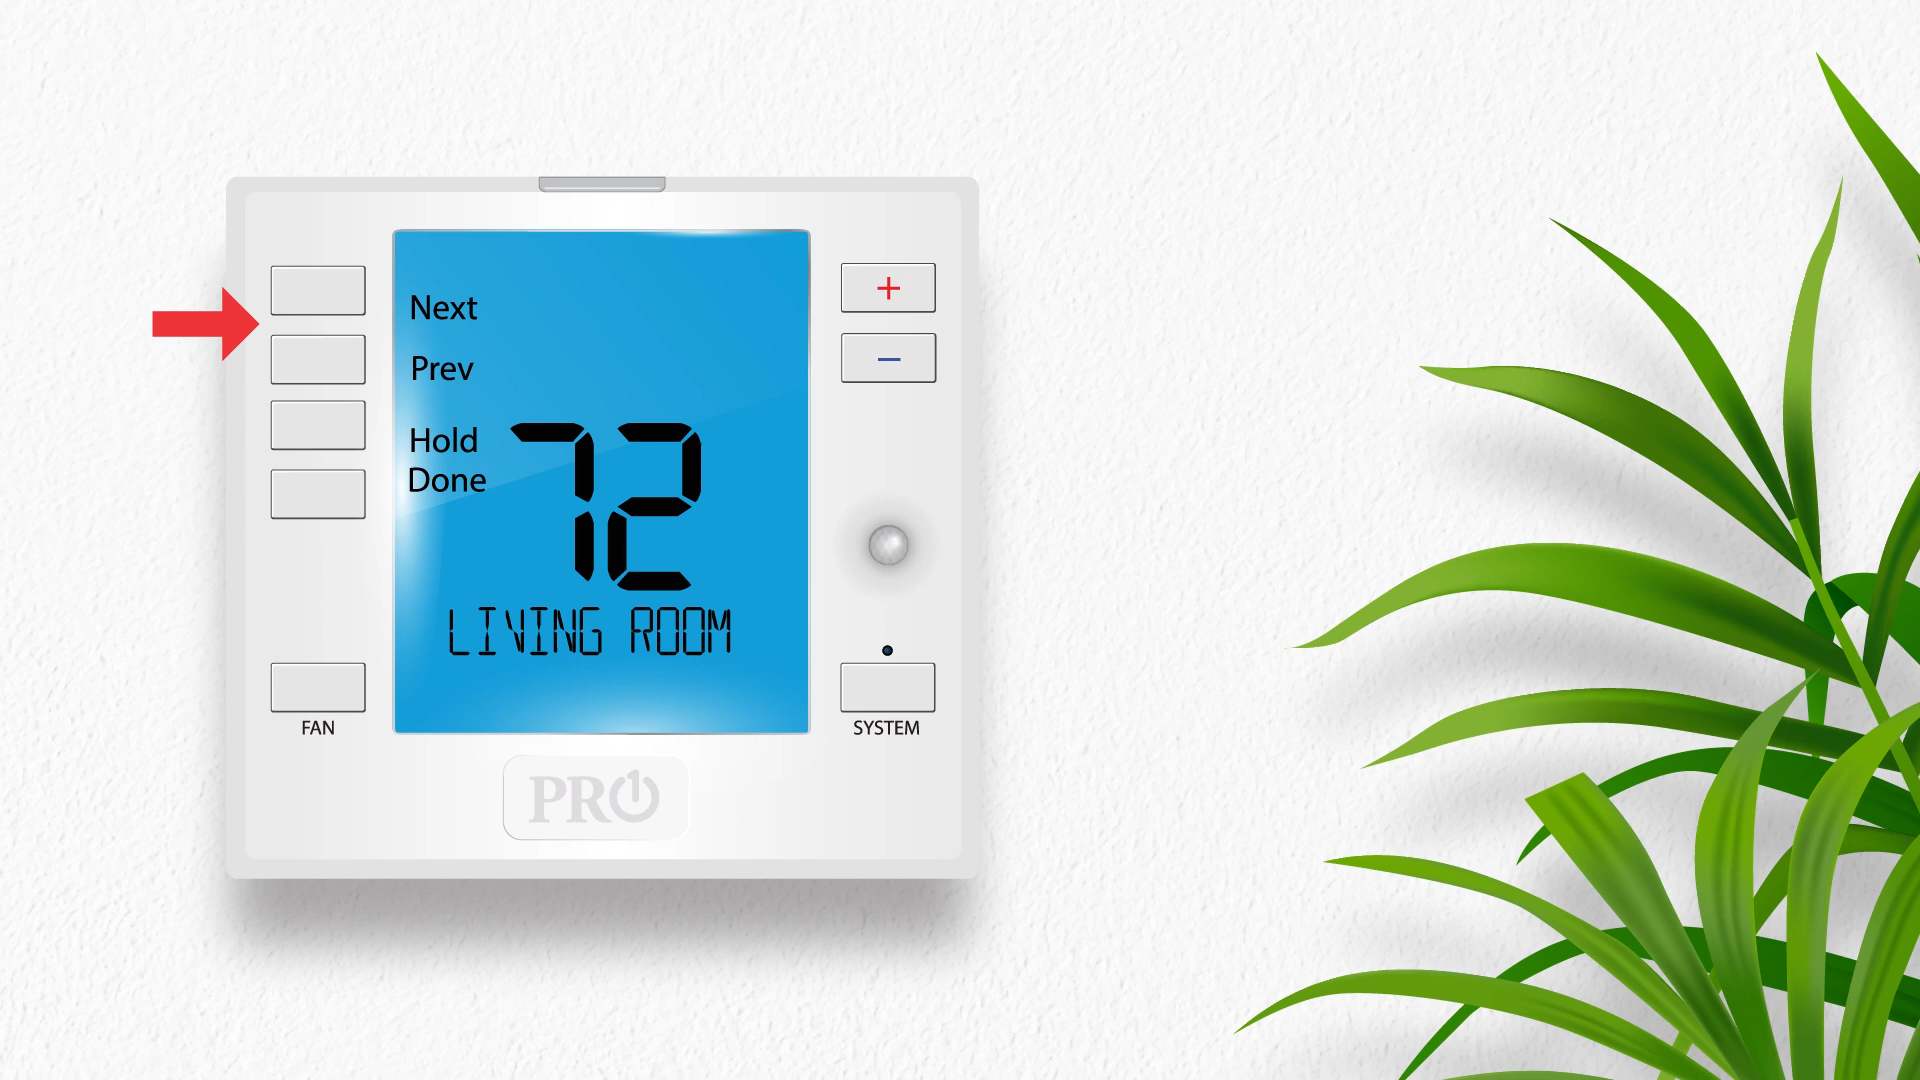 Next
Prev
Hold
Done
72
LIVING ROOM
+
−
FAN
SYSTEM
PRO